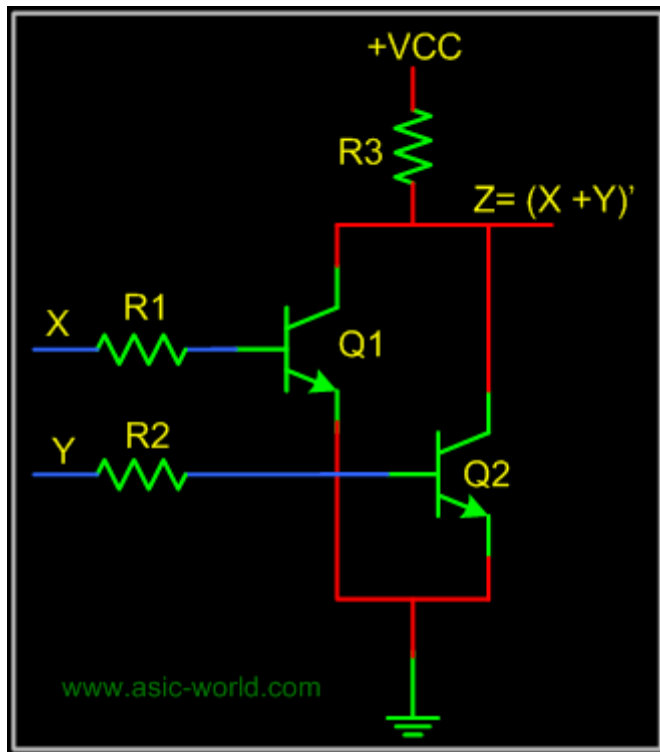 +VCC
R3
Z= (X +Y)'
X
R1
Q1
Y
R2
Q2
www.asic-world.com